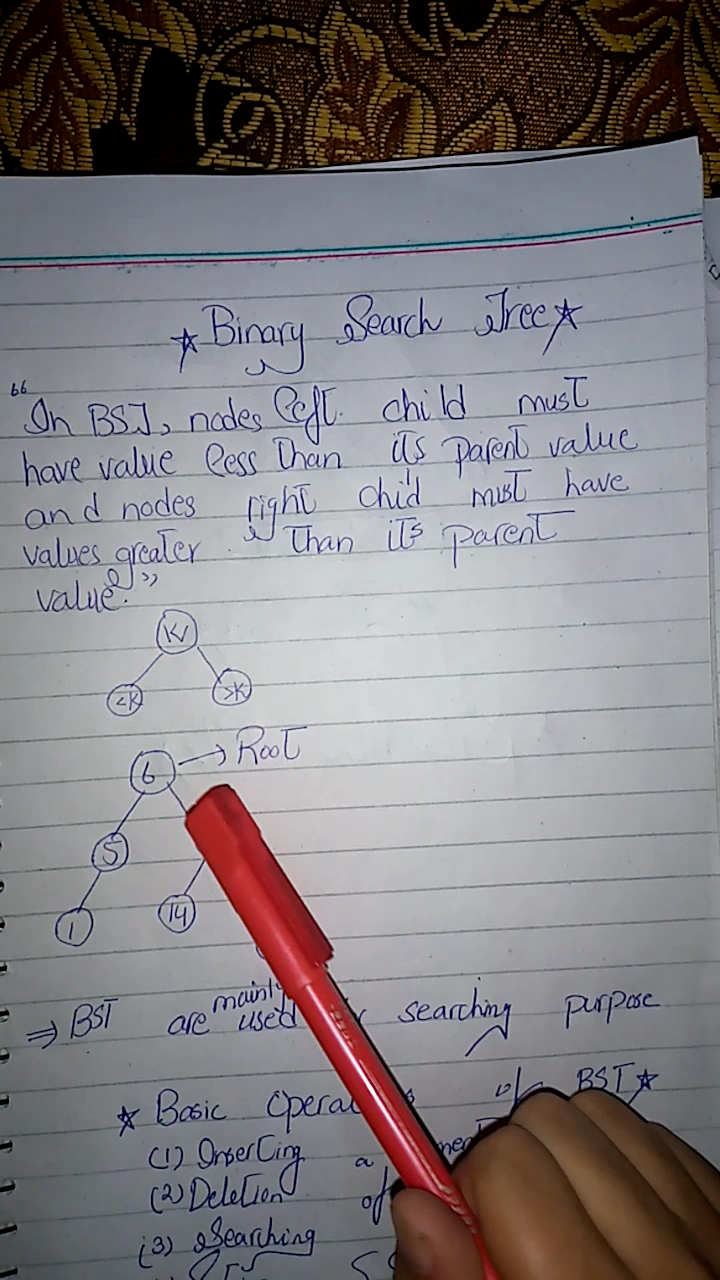 ★ Binary Search Tree ★
"In BST, nodes left child must
have value less than its parent value
and nodes right child must have
values greater than its parent
value."
K
<K >K
6 → Root
5
1 14
⇒ BST are mainly used searching purpose
★ Basic of BST ★
(1) Inserting a
(2) Deletion of
(3) Searching